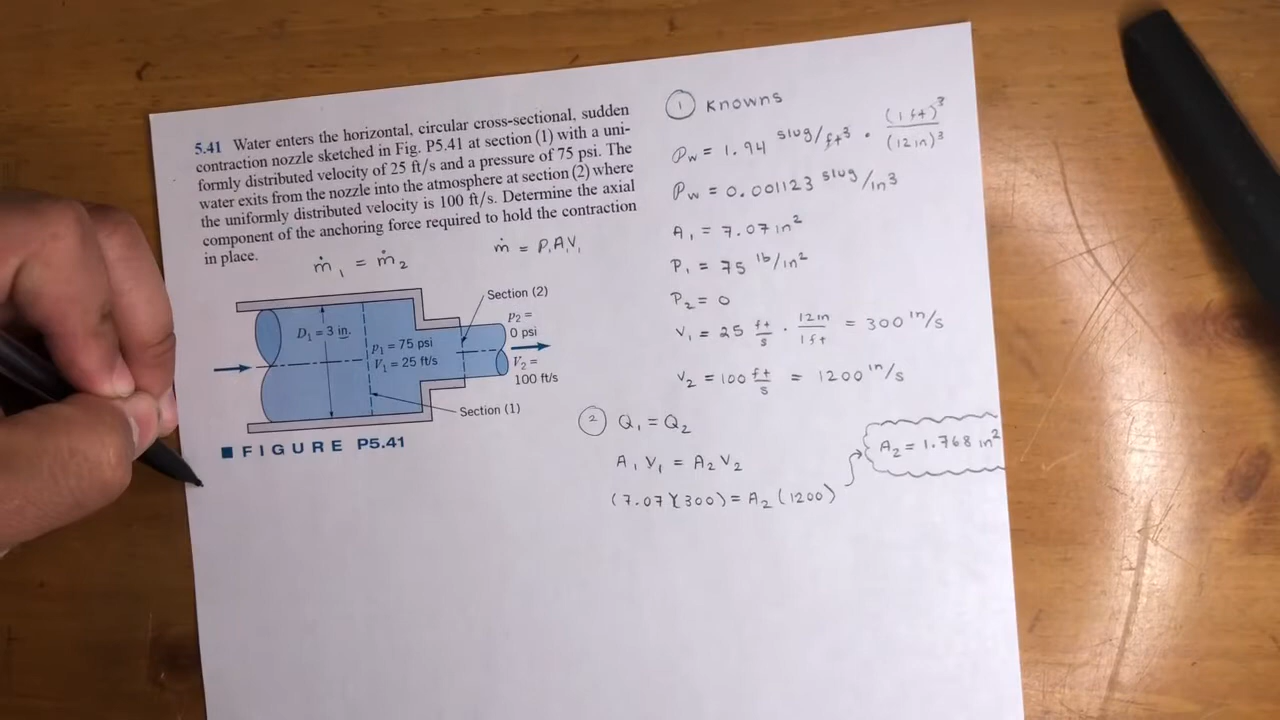 5.41 Water enters the horizontal, circular cross-sectional, sudden
contraction nozzle sketched in Fig. P5.41 at section (1) with a uni-
formly distributed velocity of 25 ft/s and a pressure of 75 psi. The
water exits from the nozzle into the atmosphere at section (2) where
the uniformly distributed velocity is 100 ft/s. Determine the axial
component of the anchoring force required to hold the contraction
in place.
ṁ₁ = ṁ₂
ṁ = P₁A₁V₁
Section (2)
D₁ = 3 in.
p₁ = 75 psi
V₁ = 25 ft/s
p₂ =
0 psi
V₂ =
100 ft/s
Section (1)
■ FIGURE P5.41
① Knowns
ρw = 1.94 slug/ft³ · (1 ft)³/(12 in)³
ρw = 0.001123 slug/in³
A₁ = 7.07 in²
P₁ = 75 lb/in²
P₂ = 0
V₁ = 25 ft/s · 12in/1ft = 300 in/s
V₂ = 100 ft/s = 1200 in/s
② Q₁ = Q₂
A₁V₁ = A₂V₂
(7.07)(300) = A₂(1200)
A₂ = 1.768 in²